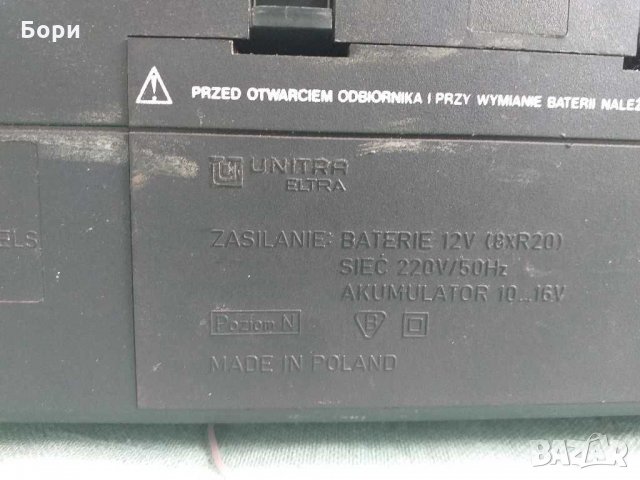 Бори
PRZED OTWARCIEM ODBIORNIKA I PRZY WYMIANIE BATERII NALEŻ
UNITRA
ELTRA
ELS
ZASILANIE: BATERIE 12V (8xR20)
SIEĆ 220V/50Hz
AKUMULATOR 10...16V
Poziom N B
MADE IN POLAND
BAZAR